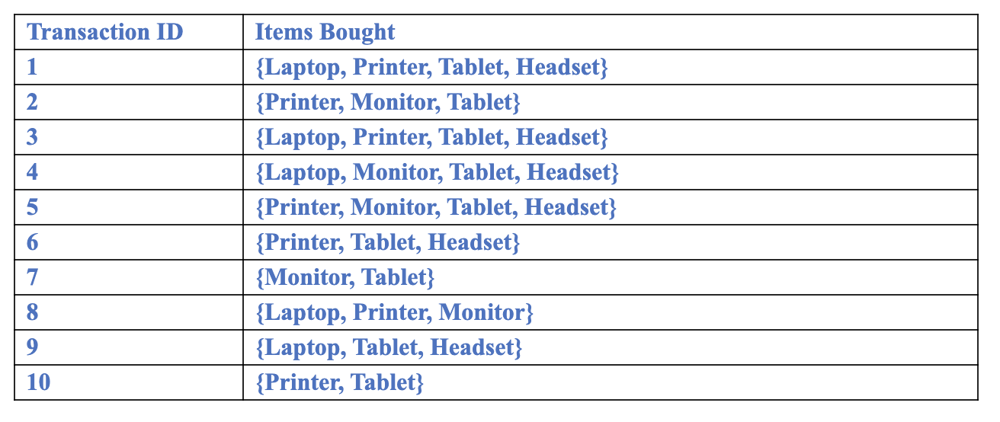 Transaction ID Items Bought
1 {Laptop, Printer, Tablet, Headset}
2 {Printer, Monitor, Tablet}
3 {Laptop, Printer, Tablet, Headset}
4 {Laptop, Monitor, Tablet, Headset}
5 {Printer, Monitor, Tablet, Headset}
6 {Printer, Tablet, Headset}
7 {Monitor, Tablet}
8 {Laptop, Printer, Monitor}
9 {Laptop, Tablet, Headset}
10 {Printer, Tablet}